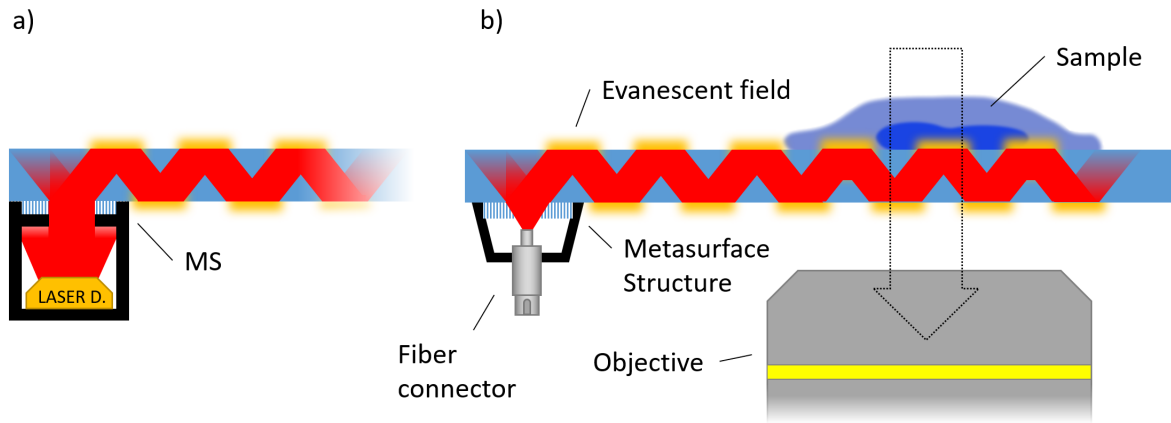 a)
MS
LASER D.
b)
Sample
Evanescent field
Metasurface
Structure
Fiber
connector
Objective